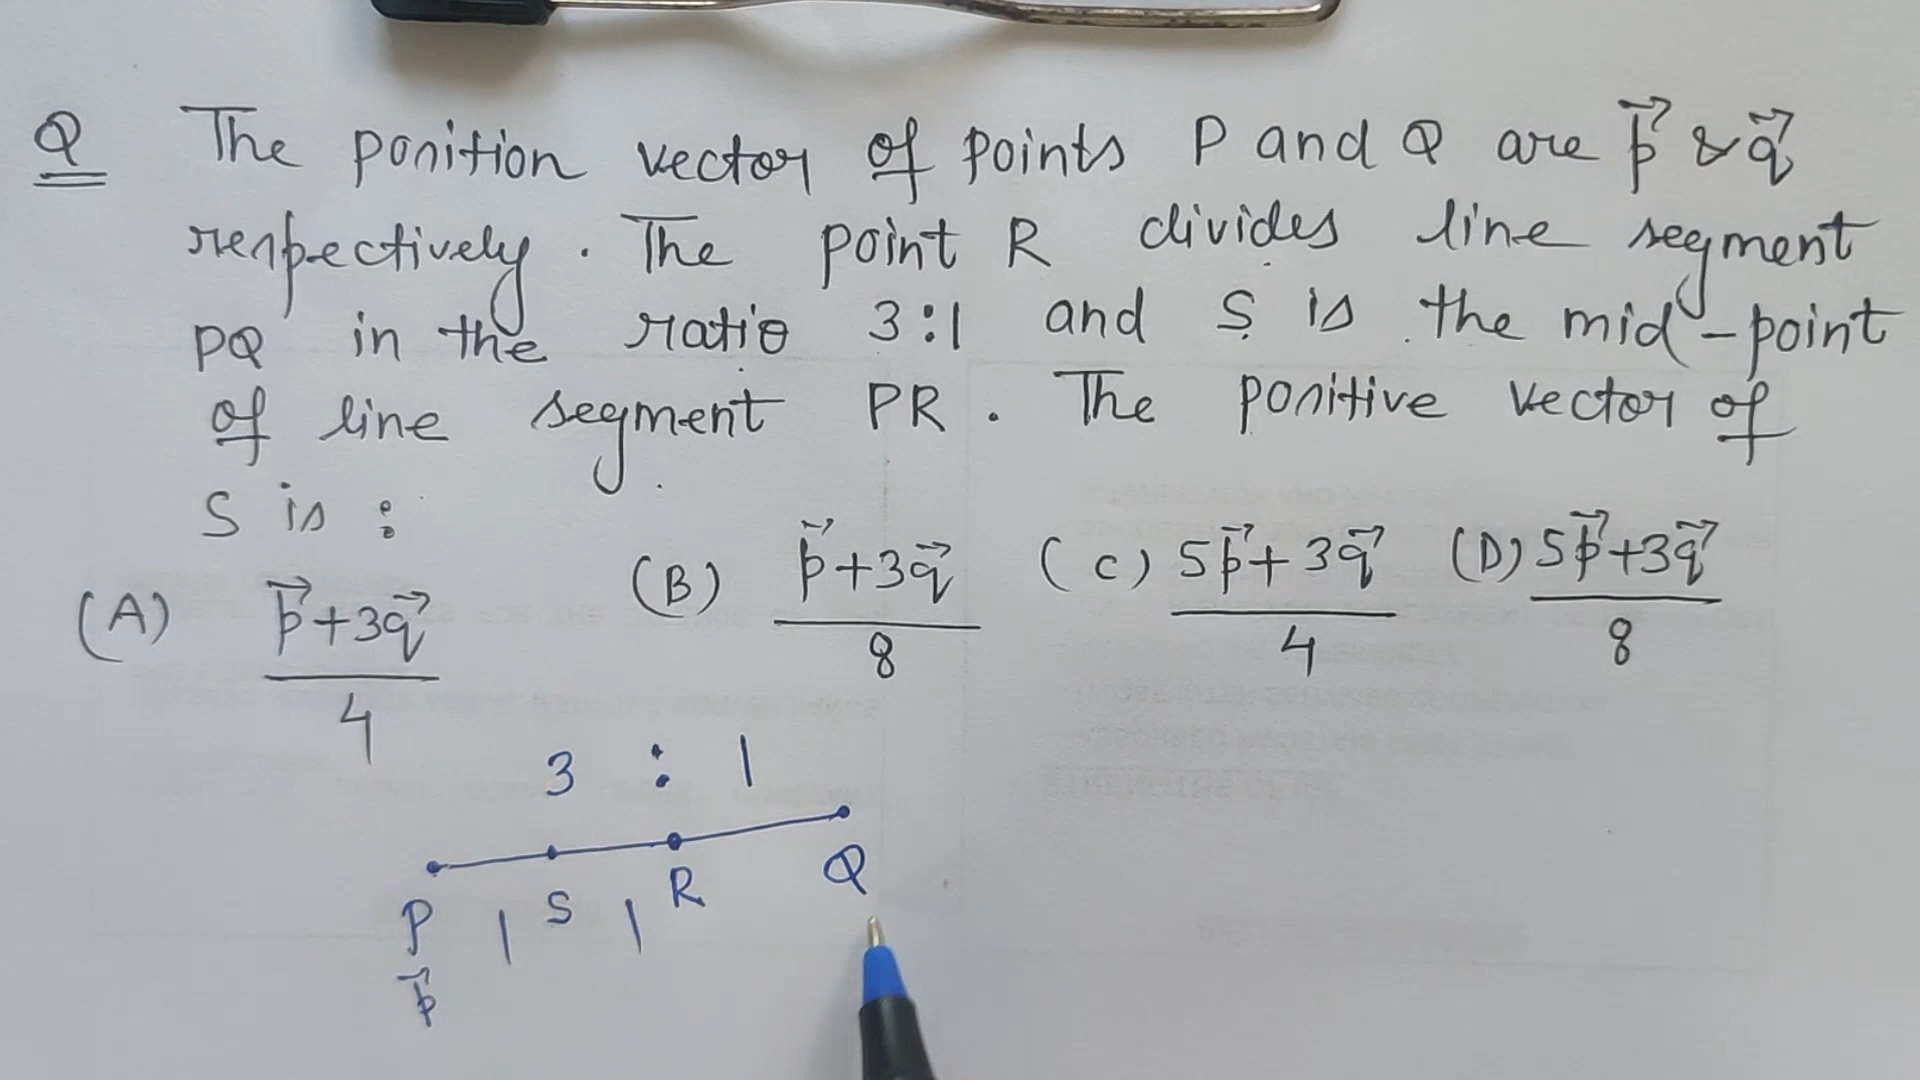 Q The position vector of points P and Q are p⃗ & q⃗
respectively. The point R divides line segment
PQ in the ratio 3:1 and S is the mid-point
of line segment PR. The positive vector of
S is :
(A) (p⃗+3q⃗)/4 (B) (p⃗+3q⃗)/8 (C) (5p⃗+3q⃗)/4 (D) (5p⃗+3q⃗)/8
3 : 1
P 1 S 1 R Q
p⃗